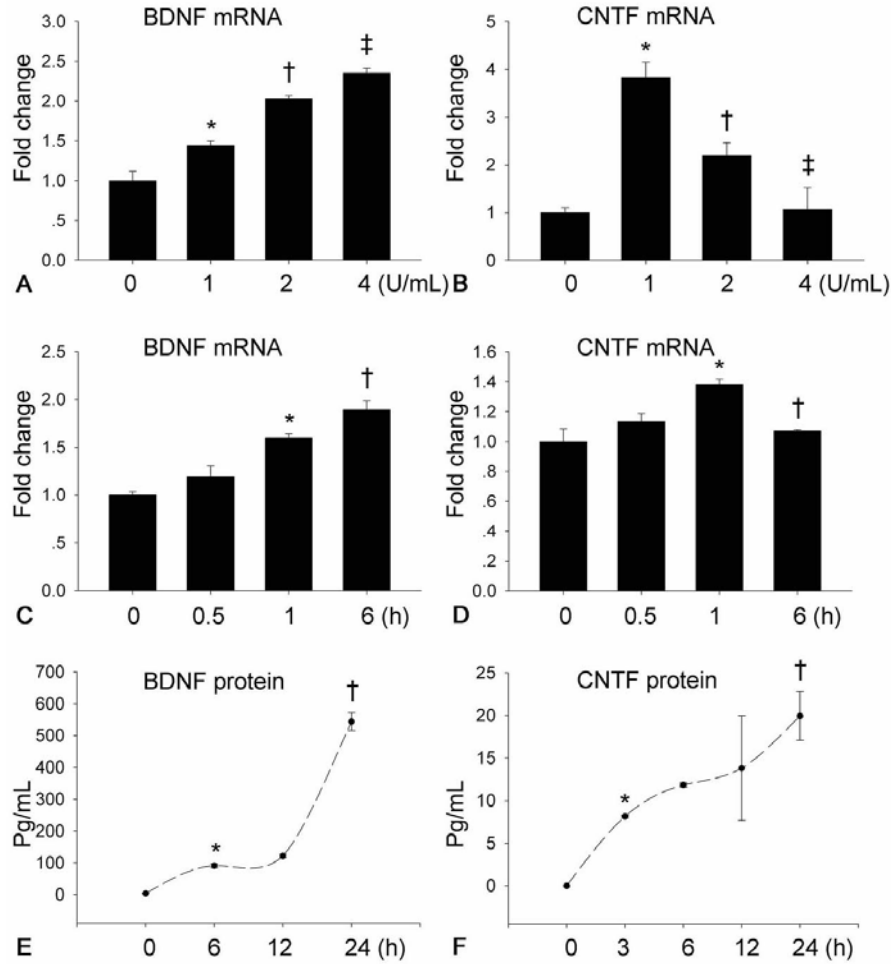 BDNF mRNA
3.0
2.5
2.0
1.5
1.0
.5
0.0
Fold change
*
†
‡
0 1 2 4 (U/mL)
A
CNTF mRNA
5
4
3
2
1
0
Fold change
*
†
‡
0 1 2 4 (U/mL)
B
BDNF mRNA
2.5
2.0
1.5
1.0
.5
0.0
Fold change
*
†
0 0.5 1 6 (h)
C
CNTF mRNA
1.6
1.4
1.2
1.0
.8
.6
.4
.2
0.0
Fold change
*
†
0 0.5 1 6 (h)
D
BDNF protein
700
600
500
400
300
200
100
0
Pg/mL
*
†
0 6 12 24 (h)
E
CNTF protein
25
20
15
10
5
0
Pg/mL
*
†
0 3 6 12 24 (h)
F